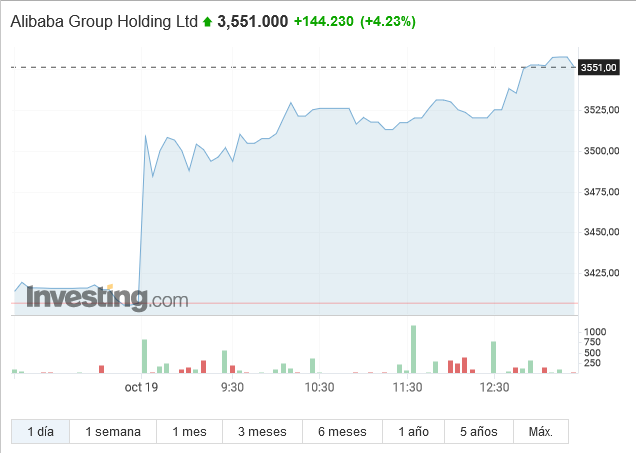 Alibaba Group Holding Ltd 3,551.000 +144.230 (+4.23%)
3551,00
3525,00
3500,00
3475,00
3450,00
3425,00
Investing.com
1000
750
500
250
oct 19 9:30 10:30 11:30 12:30
1 día 1 semana 1 mes 3 meses 6 meses 1 año 5 años Máx.